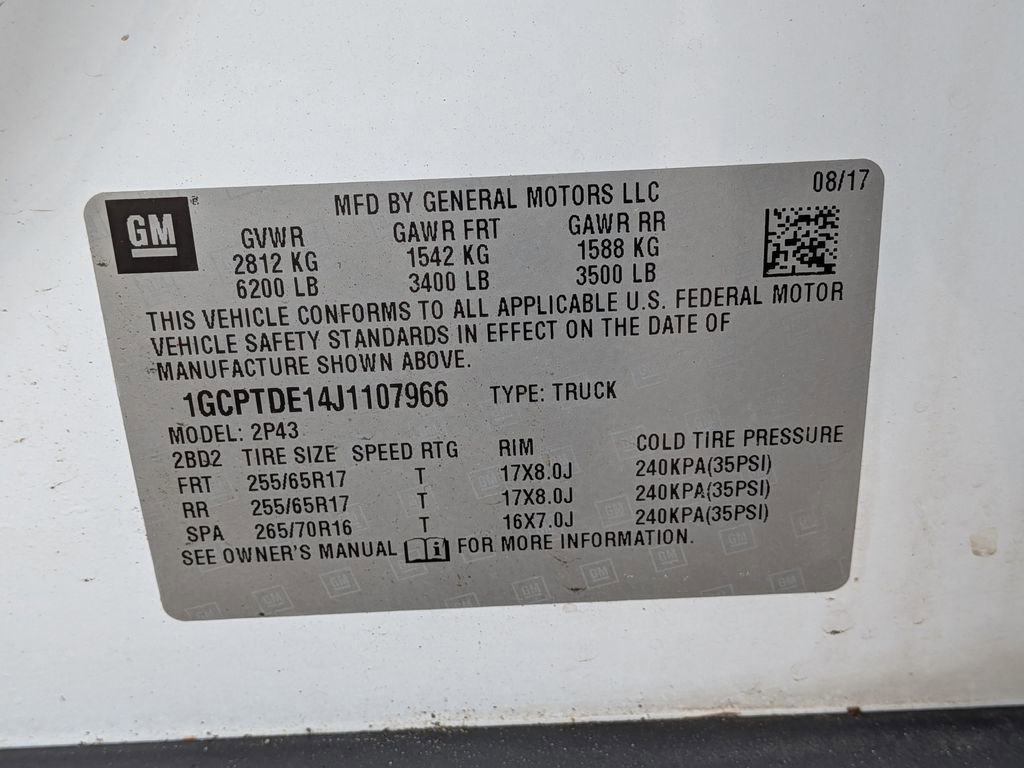 GM
MFD BY GENERAL MOTORS LLC 08/17
GVWR GAWR FRT GAWR RR
2812 KG 1542 KG 1588 KG
6200 LB 3400 LB 3500 LB
THIS VEHICLE CONFORMS TO ALL APPLICABLE U.S. FEDERAL MOTOR
VEHICLE SAFETY STANDARDS IN EFFECT ON THE DATE OF
MANUFACTURE SHOWN ABOVE.
1GCPTDE14J1107966 TYPE: TRUCK
MODEL: 2P43
2BD2 TIRE SIZE SPEED RTG RIM COLD TIRE PRESSURE
FRT 255/65R17 T 17X8.0J 240KPA(35PSI)
RR 255/65R17 T 17X8.0J 240KPA(35PSI)
SPA 265/70R16 T 16X7.0J 240KPA(35PSI)
SEE OWNER'S MANUAL i FOR MORE INFORMATION.